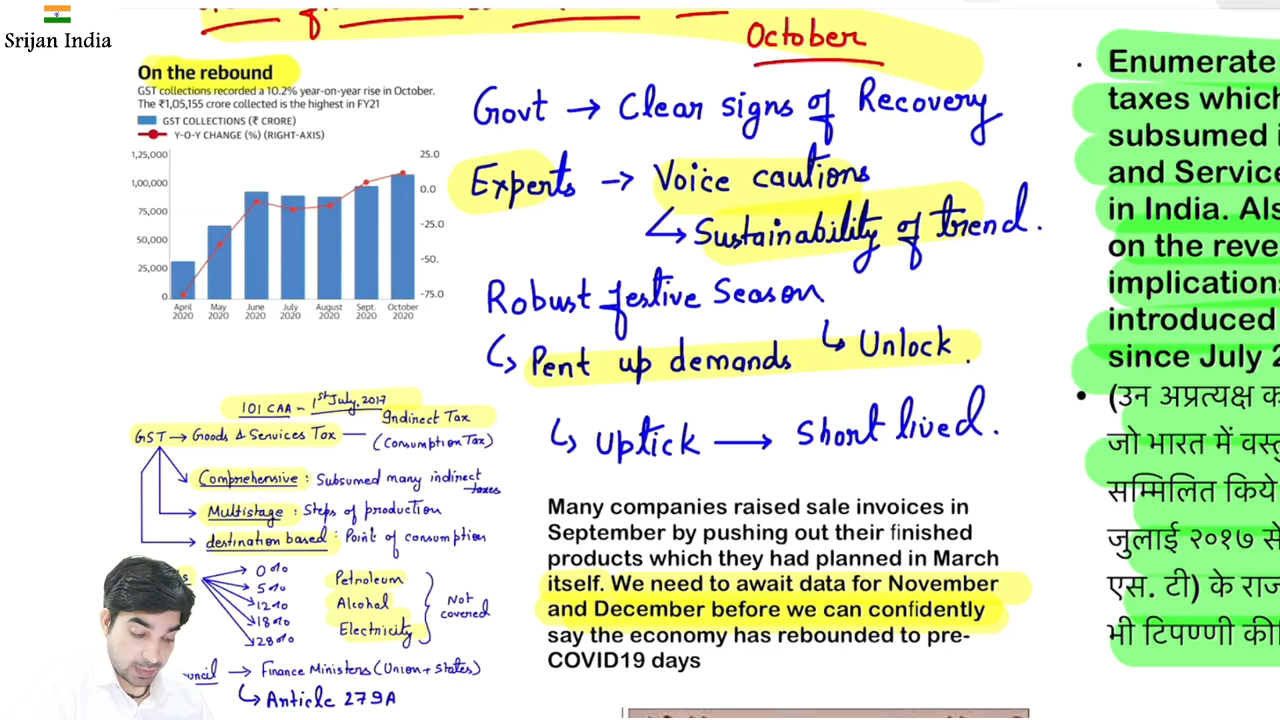 Srijan India
October
On the rebound
GST collections recorded a 10.2% year-on-year rise in October.
The ₹1,05,155 crore collected is the highest in FY21
GST COLLECTIONS (₹ CRORE)
Y-O-Y CHANGE (%) (RIGHT-AXIS)
1,25,000
1,00,000
75,000
50,000
25,000
0
25.0
0.0
-25.0
-50.
-75.0
April 2020
May 2020
June 2020
July 2020
August 2020
Sept. 2020
October 2020
Govt → Clear signs of Recovery
Experts → Voice cautions
↳ Sustainability of trend.
Robust festive Season
↳ Pent up demands ↳ Unlock.
↳ Uptick → Short lived.
Many companies raised sale invoices in
September by pushing out their finished
products which they had planned in March
itself. We need to await data for November
and December before we can confidently
say the economy has rebounded to pre-
COVID19 days
101 CAA - 1st July, 2017
GST → Goods & Services Tax — Indirect Tax
(Consumption Tax)
Comprehensive : Subsumed many indirect
taxes
Multistage : Steps of production
destination based : Point of consumption
0%
5%
12%
18%
28%
Petroleum
Alcohal
Electricity
Not
covered
uncil → Finance Ministers (Union + States)
↳ Article 279A
Enumerate
taxes which
subsumed i
and Service
in India. Als
on the reve
implications
introduced
since July 2
• (उन अप्रत्यक्ष क
जो भारत में वस्तु
सम्मिलित किये
जुलाई २०१७ से
एस. टी) के राज
भी टिपण्णी की